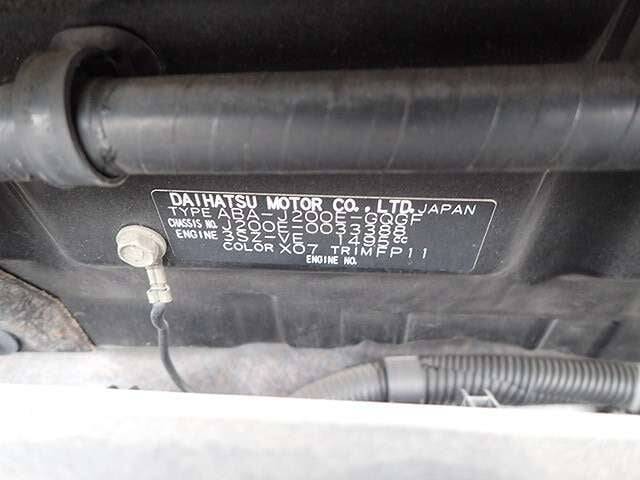 DAIHATSU MOTOR CO., LTD. JAPAN
TYPE ABA-J200E-GQGF
CHASSIS NO. J200E-0033388
ENGINE 3SZ-VE 1495cc
COLOR X07 TRIM FP11
ENGINE NO.